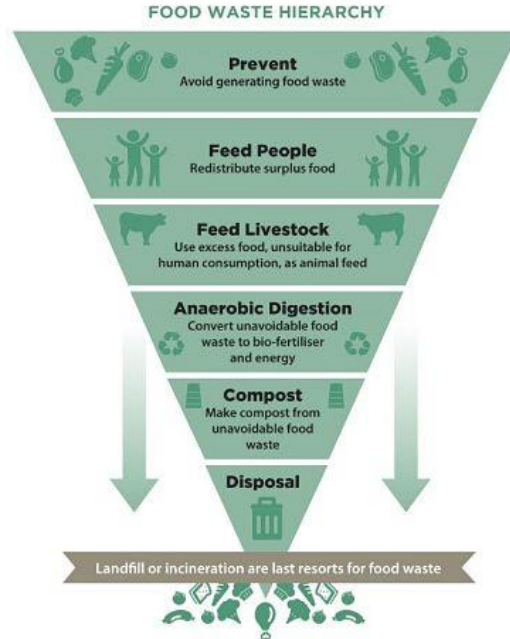 FOOD WASTE HIERARCHY
Prevent
Avoid generating food waste
Feed People
Redistribute surplus food
Feed Livestock
Use excess food, unsuitable for
human consumption, as animal feed
Anaerobic Digestion
Convert unavoidable food
waste to bio-fertiliser
and energy
Compost
Make compost from
unavoidable food
waste
Disposal
Landfill or incineration are last resorts for food waste